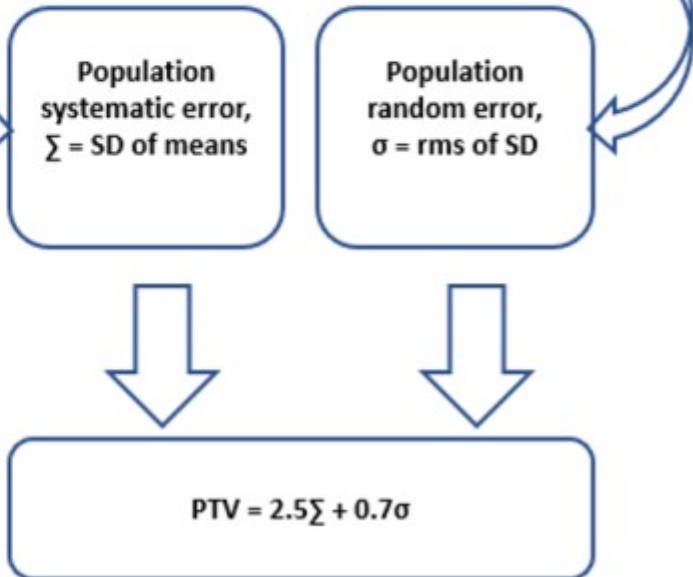 Population
systematic error,
∑ = SD of means
Population
random error,
σ = rms of SD
PTV = 2.5∑ + 0.7σ